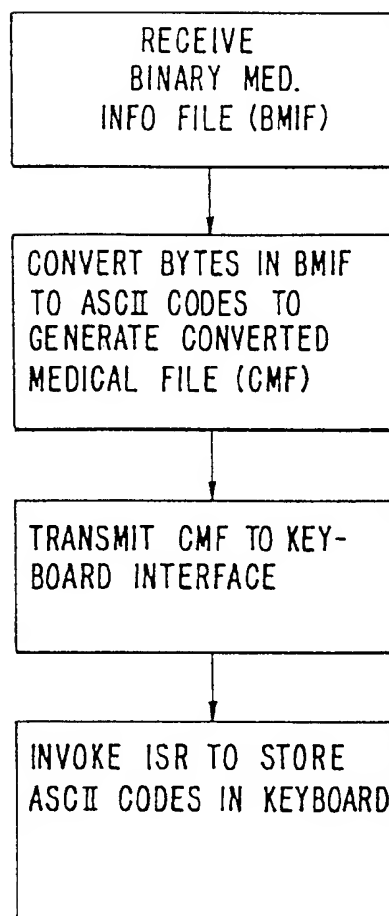 RECEIVE
BINARY MED.
INFO FILE (BMIF)
CONVERT BYTES IN BMIF
TO ASCII CODES TO
GENERATE CONVERTED
MEDICAL FILE (CMF)
TRANSMIT CMF TO KEY-
BOARD INTERFACE
INVOKE ISR TO STORE
ASCII CODES IN KEYBOARD